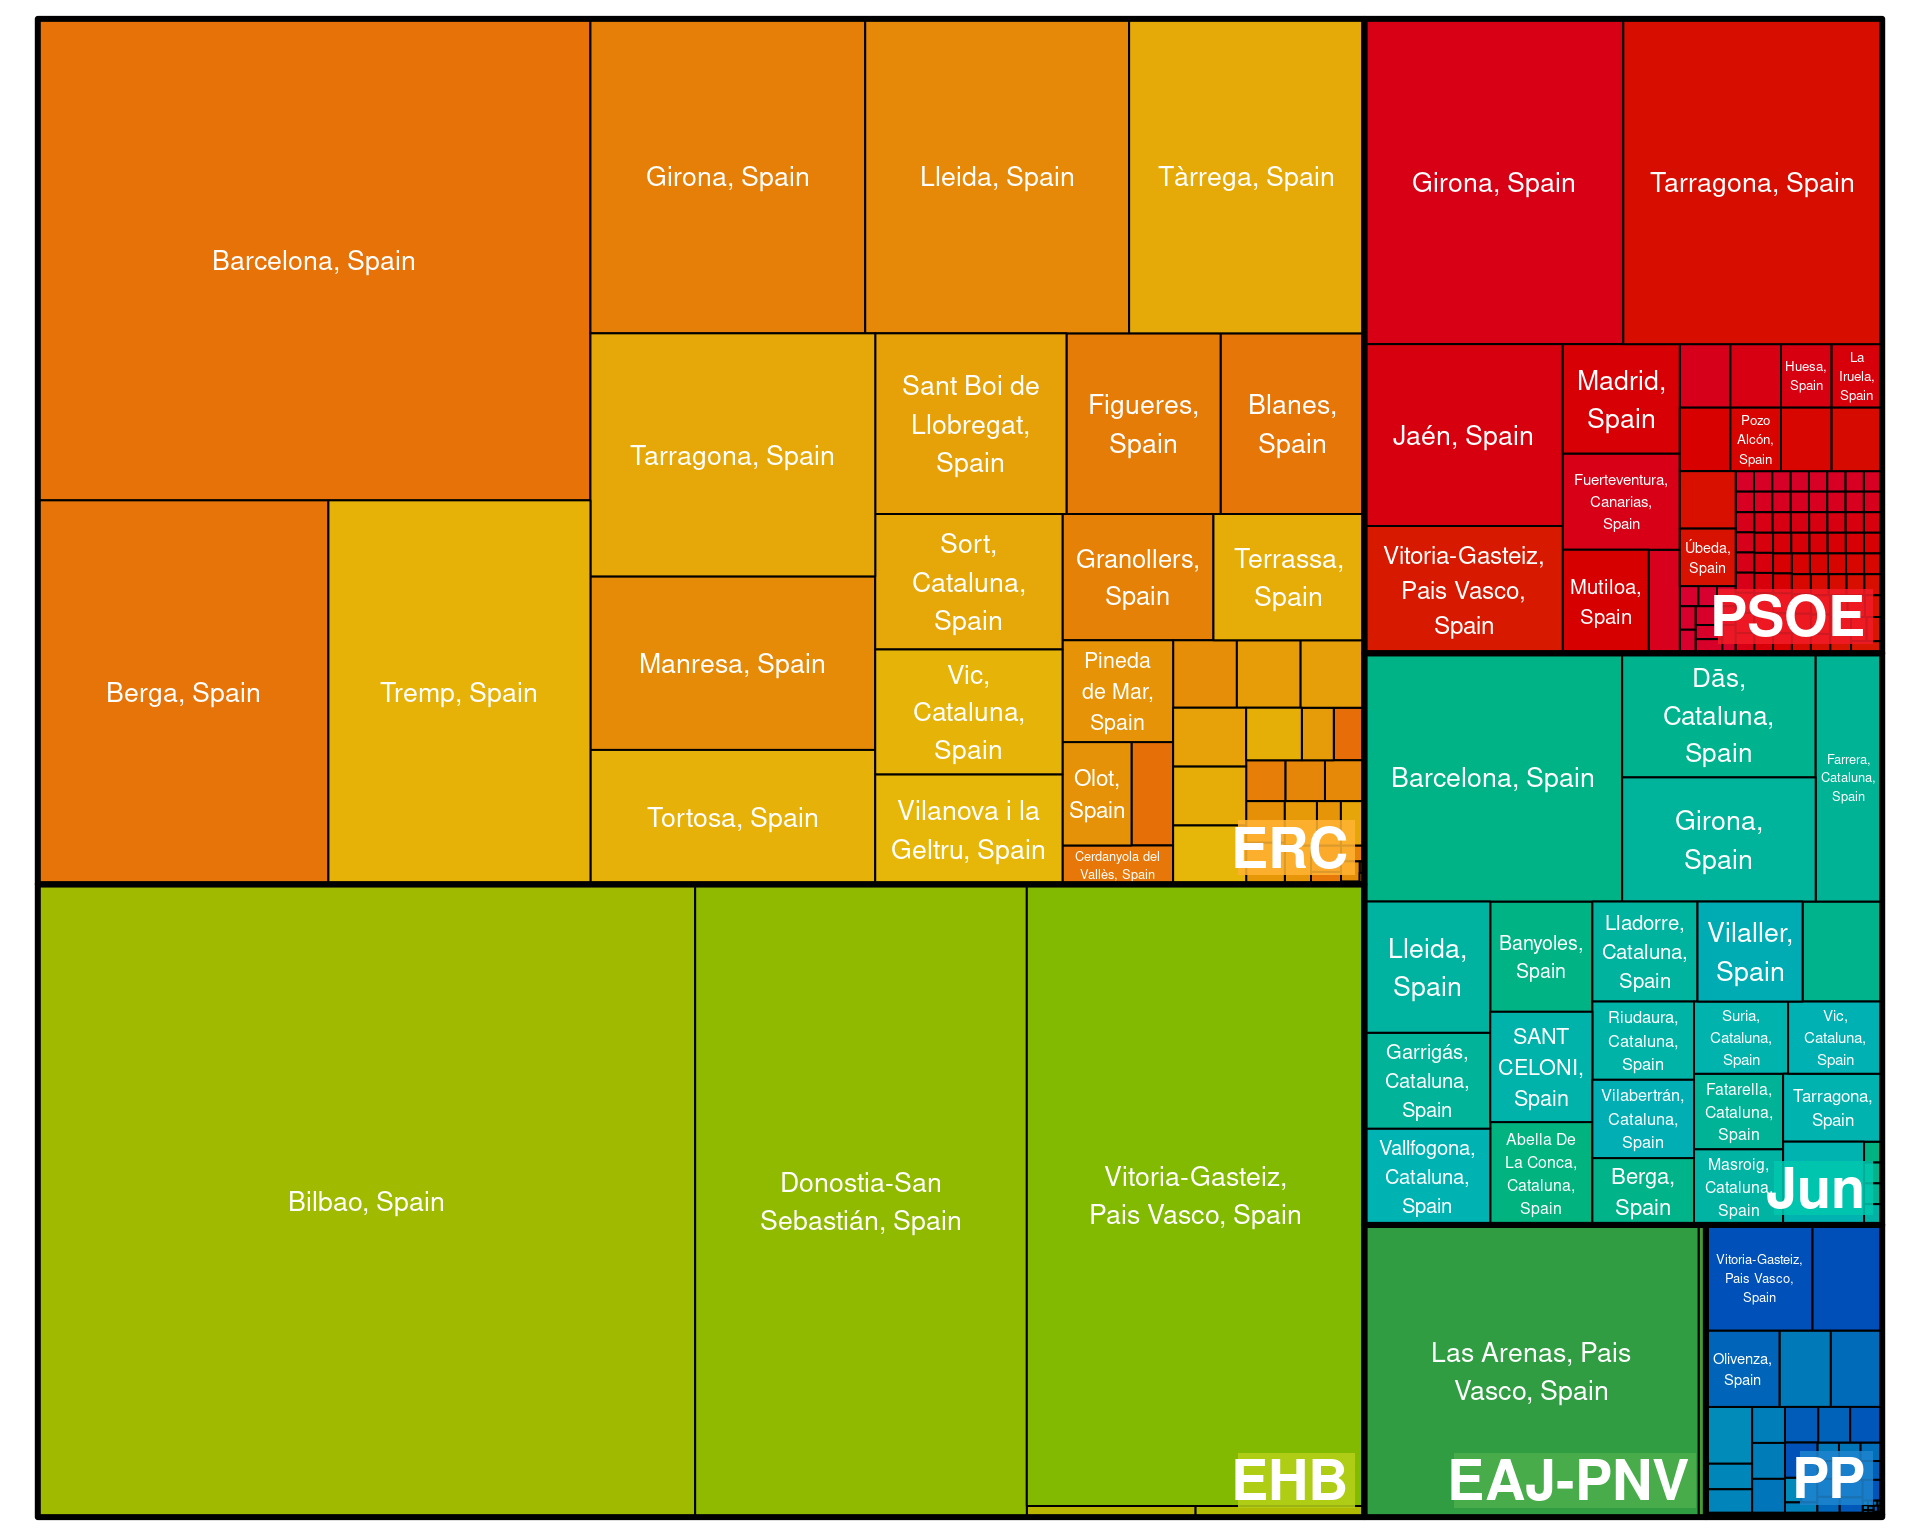 Barcelona, Spain
Girona, Spain
Lleida, Spain
Tàrrega, Spain
Berga, Spain
Tremp, Spain
Tarragona, Spain
Manresa, Spain
Tortosa, Spain
Sant Boi de
Llobregat,
Spain
Figueres,
Spain
Blanes,
Spain
Sort,
Cataluna,
Spain
Granollers,
Spain
Terrassa,
Spain
Vic,
Cataluna,
Spain
Pineda
de Mar,
Spain
Vilanova i la
Geltru, Spain
Olot,
Spain
Cerdanyola del
Vallès, Spain
ERC
Bilbao, Spain
Donostia-San
Sebastián, Spain
Vitoria-Gasteiz,
Pais Vasco, Spain
EHB
Girona, Spain
Tarragona, Spain
Jaén, Spain
Madrid,
Spain
Huesa,
Spain
La
Iruela,
Spain
Pozo
Alcón,
Spain
Fuerteventura,
Canarias,
Spain
Vitoria-Gasteiz,
Pais Vasco,
Spain
Mutiloa,
Spain
Úbeda,
Spain
PSOE
Barcelona, Spain
Dās,
Cataluna,
Spain
Girona,
Spain
Farrera,
Cataluna,
Spain
Lleida,
Spain
Banyoles,
Spain
Lladorre,
Cataluna,
Spain
Vilaller,
Spain
Garrigás,
Cataluna,
Spain
SANT
CELONI,
Spain
Riudaura,
Cataluna,
Spain
Suria,
Cataluna,
Spain
Vic,
Cataluna,
Spain
Vallfogona,
Cataluna,
Spain
Abella De
La Conca,
Cataluna,
Spain
Vilabertrán,
Cataluna,
Spain
Berga,
Spain
Fatarella,
Cataluna,
Spain
Tarragona,
Spain
Masroig,
Cataluna,
Spain
Jun
Las Arenas, Pais
Vasco, Spain
EAJ-PNV
Vitoria-Gasteiz,
Pais Vasco,
Spain
Olivenza,
Spain
PP